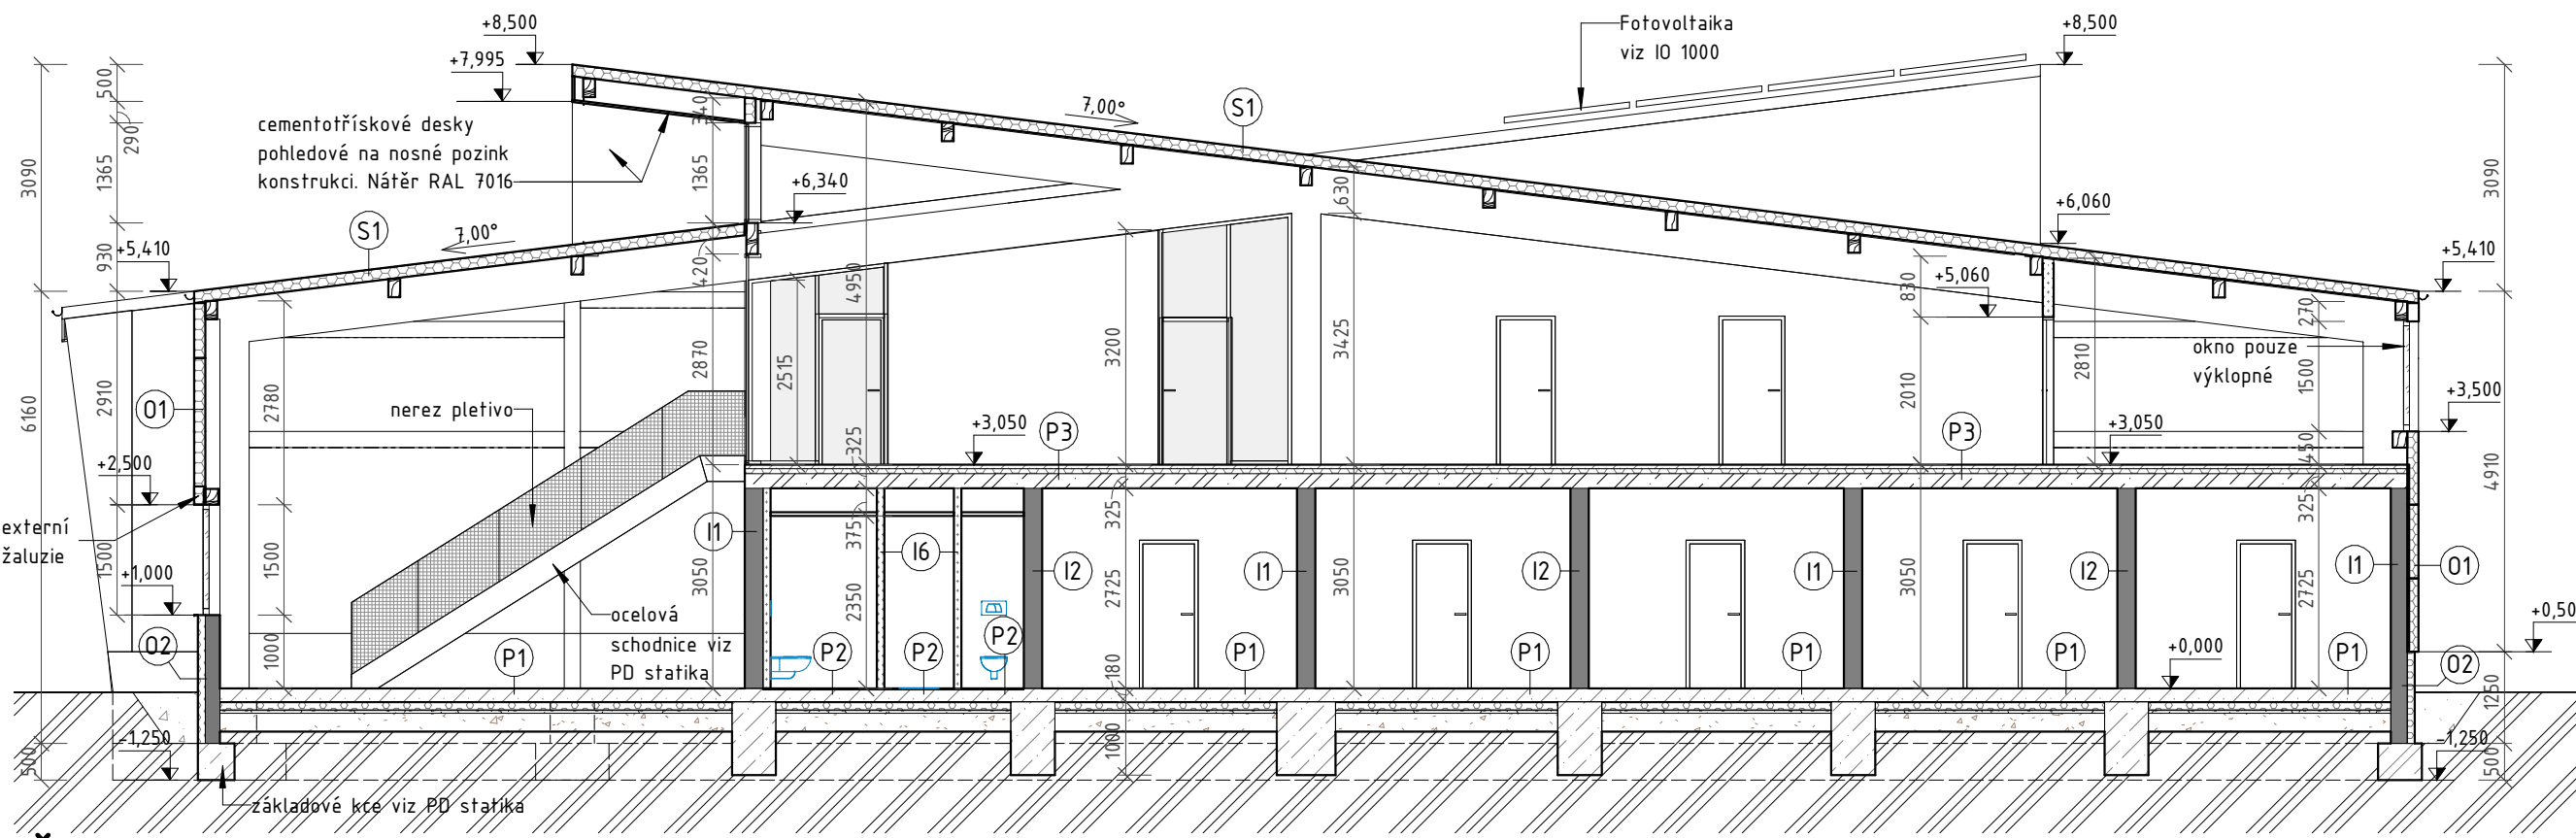 +8,500
+7,995
cementotřískové desky
pohledové na nosné pozink
konstrukci. Nátěr RAL 7016
Fotovoltaika
viz IO 1000
+8,500
7,00°
S1
+6,340
+6,060
S1
7,00°
+5,410
+5,060
+5,410
okno pouze
výklopné
O1
nerez pletivo
+3,050
P3
P3
+3,050
+3,500
+2,500
externí
žaluzie
+1,000
I1
I6
I2
I1
I2
I1
I2
I1
O1
ocelová
schodnice viz
PD statika
O2
P1
P2
P2
P2
P1
P1
P1
P1
+0,000
+0,50
O2
-1,250
-1,250
základové kce viz PD statika
3090
6160
500
500
290
1365
930
2910
1500
2780
1500
1000
340
1365
420
2870
3050
2515
4950
325
375
2350
3200
325
2725
180
1000
630
3425
3050
830
2010
3050
2810
270
1500
450
325
2725
3090
4910
1250
500